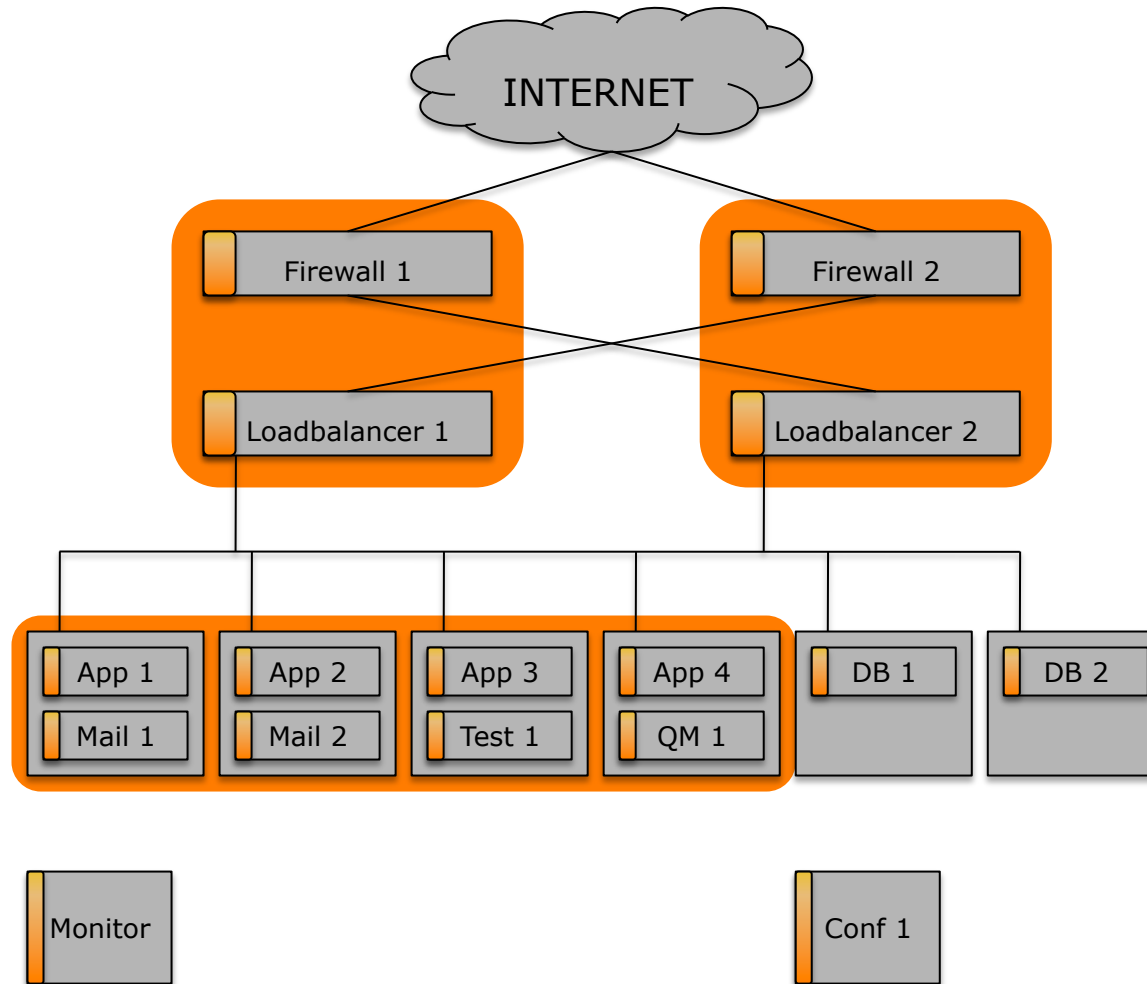 INTERNET
Firewall 1
Firewall 2
Loadbalancer 1
Loadbalancer 2
App 1
App 2
App 3
App 4
DB 1
DB 2
Mail 1
Mail 2
Test 1
QM 1
Monitor
Conf 1